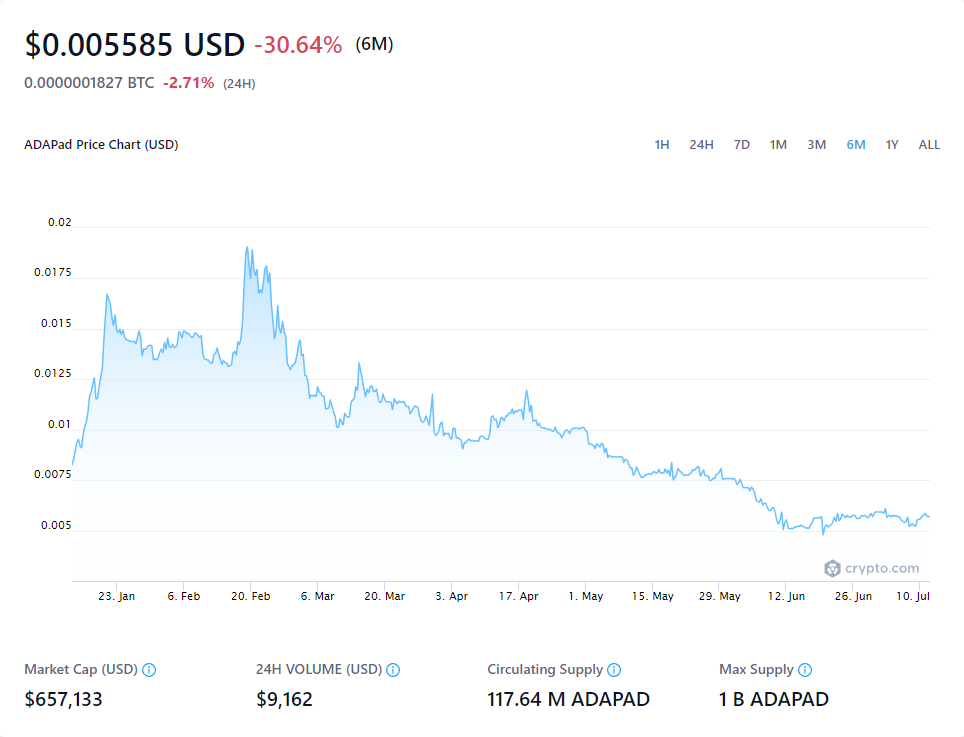 $0.005585 USD -30.64% (6M)
0.0000001827 BTC -2.71% (24H)
ADAPad Price Chart (USD) 1H 24H 7D 1M 3M 6M 1Y ALL
0.02
0.0175
0.015
0.0125
0.01
0.0075
0.005
crypto.com
23. Jan 6. Feb 20. Feb 6. Mar 20. Mar 3. Apr 17. Apr 1. May 15. May 29. May 12. Jun 26. Jun 10. Jul
Market Cap (USD) 24H VOLUME (USD) Circulating Supply Max Supply
$657,133 $9,162 117.64 M ADAPAD 1 B ADAPAD